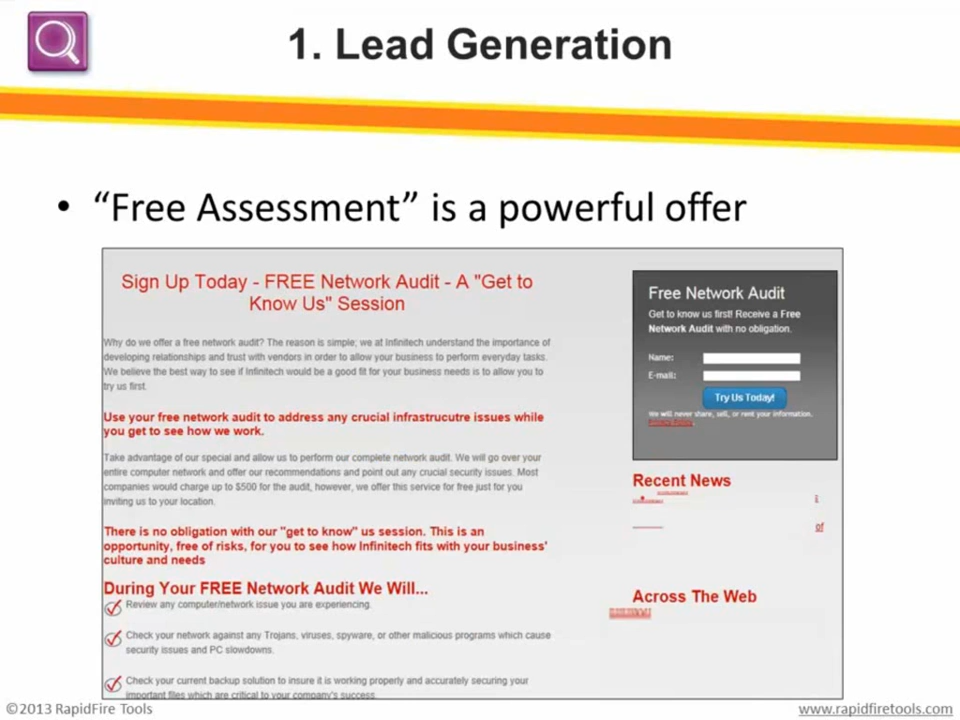 1. Lead Generation
• “Free Assessment” is a powerful offer
Sign Up Today - FREE Network Audit - A "Get to
Know Us" Session
Why do we offer a free network audit? The reason is simple; we at Infinitech understand the importance of
developing relationships and trust with vendors in order to allow your business to perform everyday tasks.
We believe the best way to see if Infinitech would be a good fit for your business needs is to allow you to
try us first.
Use your free network audit to address any crucial infrastrucutre issues while
you get to see how we work.
Take advantage of our special and allow us to perform our complete network audit. We will go over your
entire computer network and offer our recommendations and point out any crucial security issues. Most
companies would charge up to $500 for the audit, however, we offer this service for free just for you
inviting us to your location.
There is no obligation with our "get to know" us session. This is an
opportunity, free of risks, for you to see how Infinitech fits with your business'
culture and needs
During Your FREE Network Audit We Will...
Review any computer/network issue you are experiencing.
Check your network against any Trojans, viruses, spyware, or other malicious programs which cause
security issues and PC slowdowns.
Check your current backup solution to insure it is working properly and accurately securing your
important files which are critical to your company's success.
Free Network Audit
Get to know us first! Receive a Free
Network Audit with no obligation.
Name:
E-mail:
Try Us Today!
We will never share, sell, or rent your information.
Privacy Policy
Recent News
of
Across The Web
©2013 RapidFire Tools
www.rapidfiretools.com